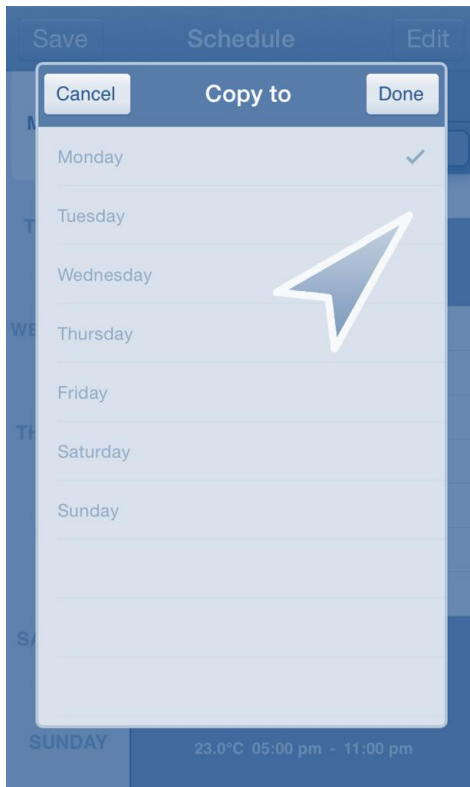 Save Schedule Edit
Cancel Copy to Done
Monday
Tuesday
Wednesday
Thursday
Friday
Saturday
Sunday
SUNDAY 23.0°C 05:00 pm - 11:00 pm